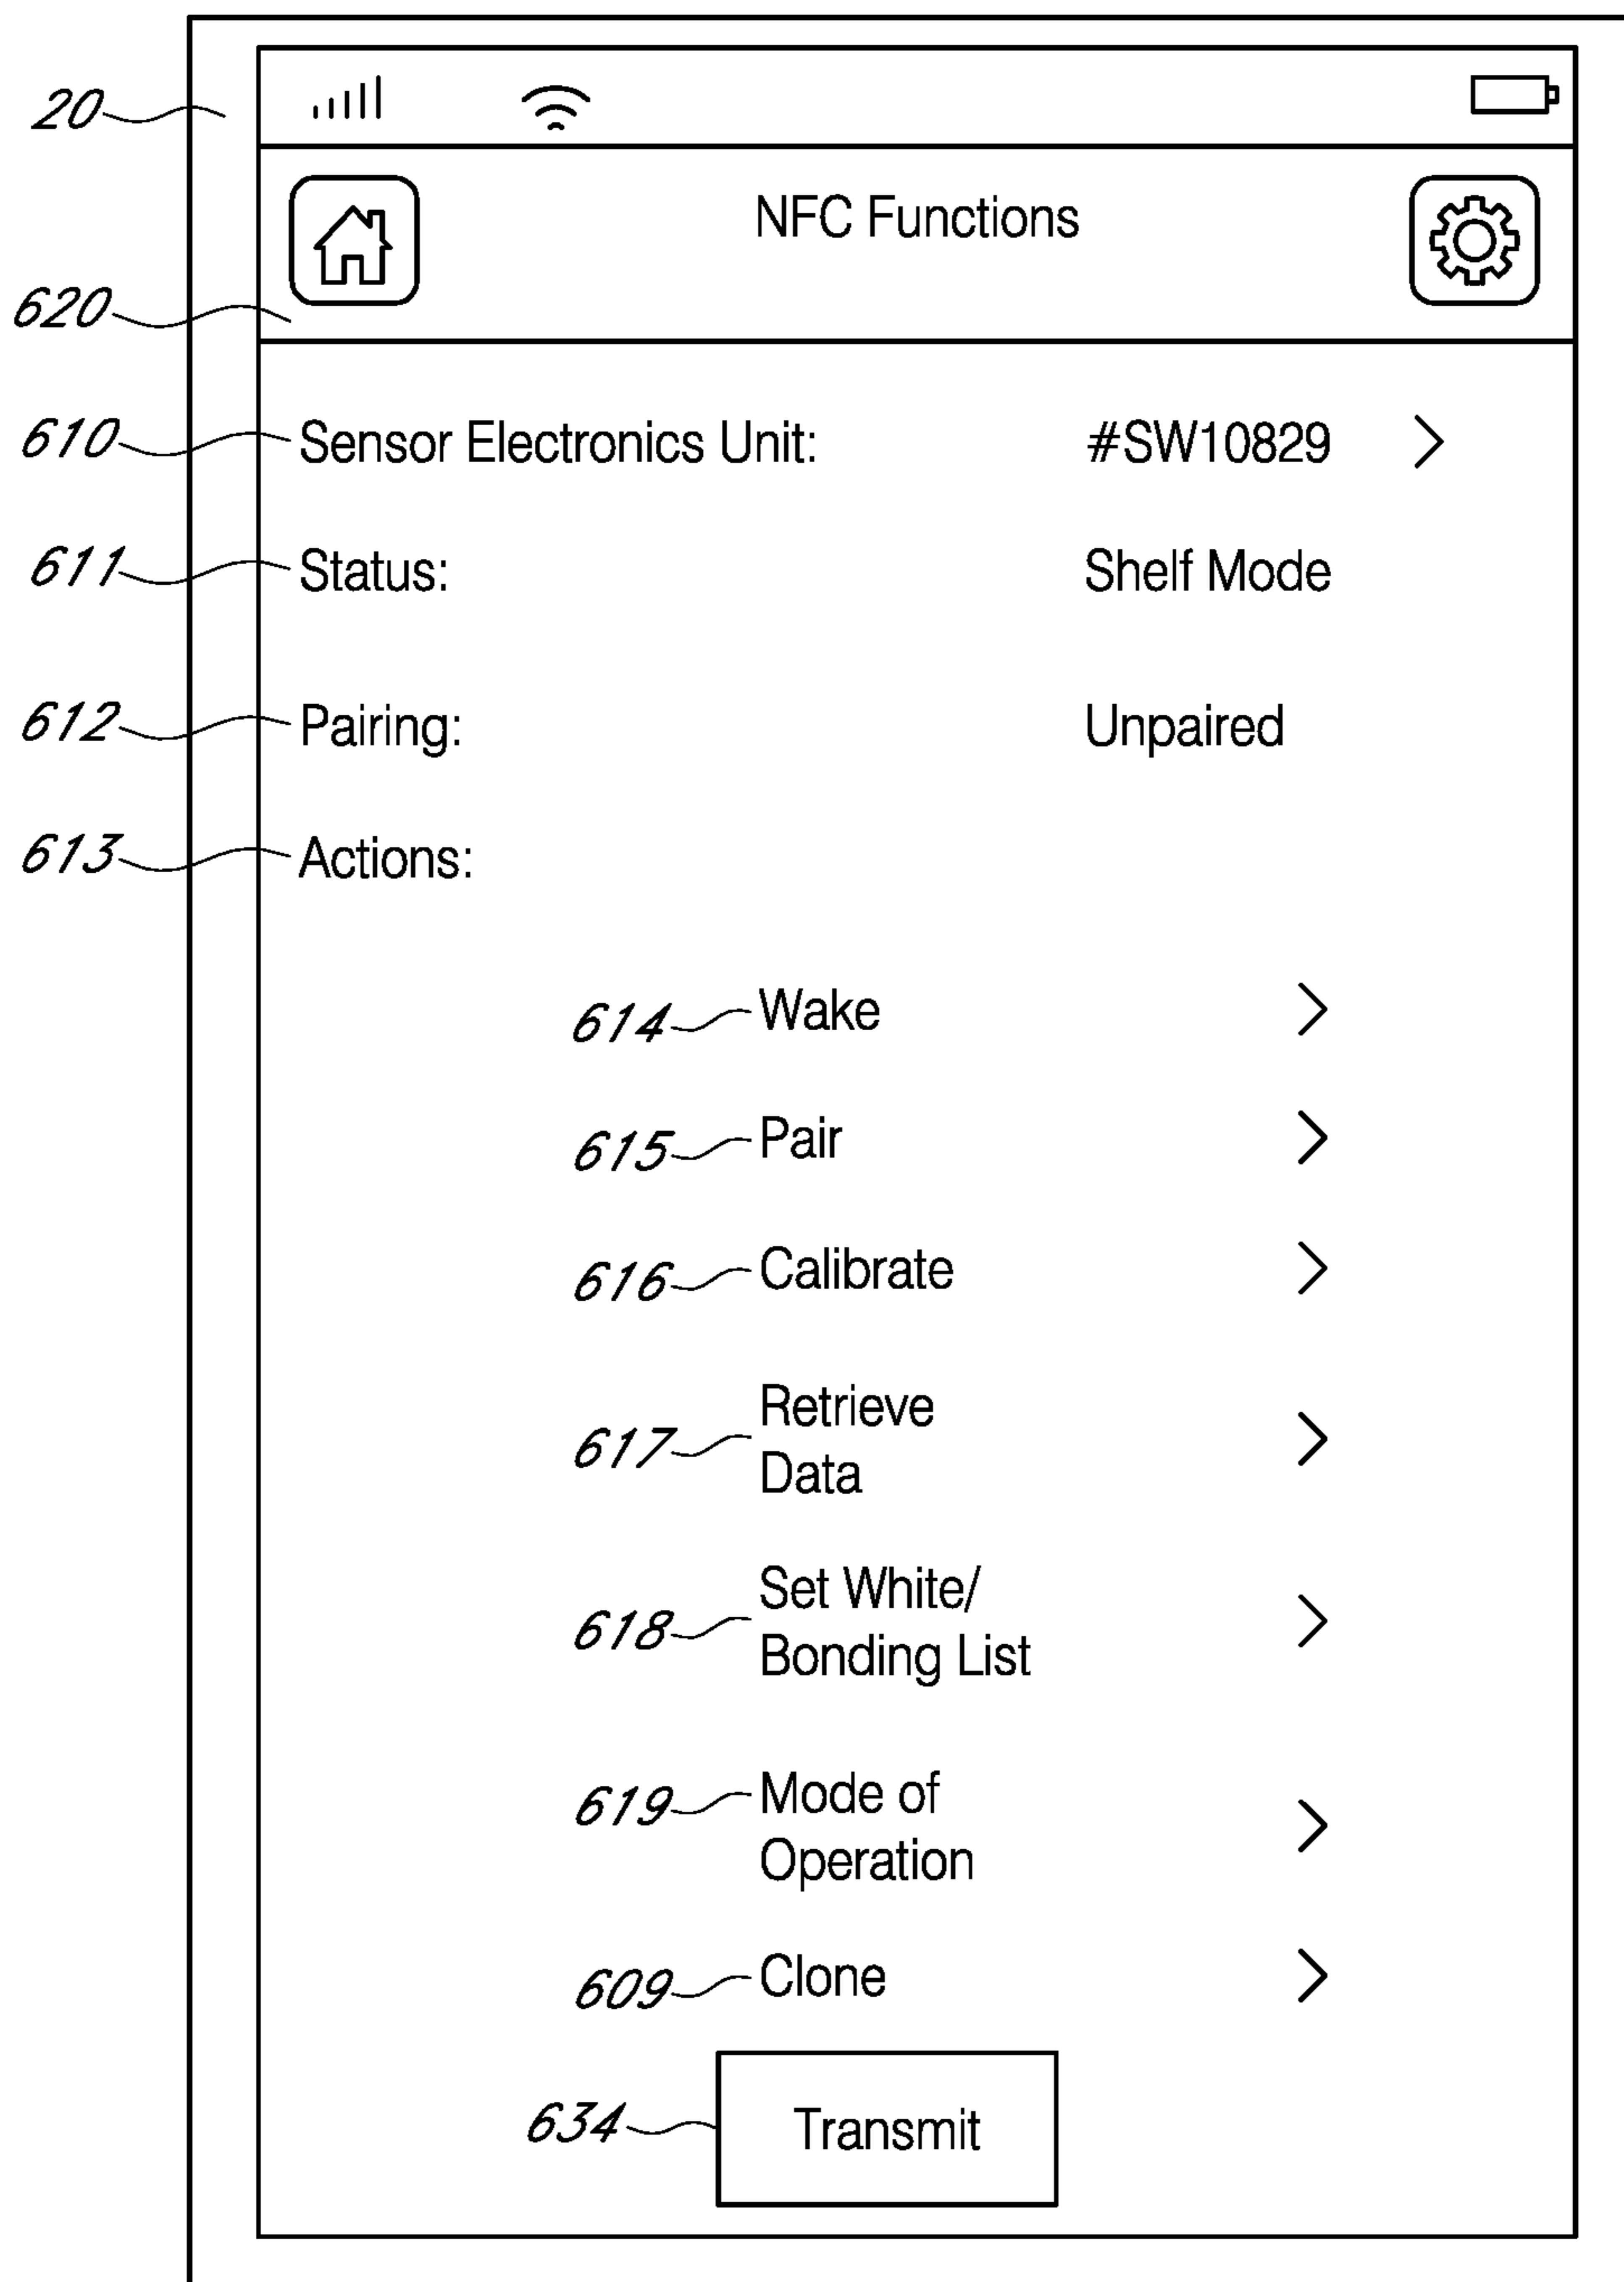 20
NFC Functions
620
610 Sensor Electronics Unit: #SW10829 >
611 Status: Shelf Mode
612 Pairing: Unpaired
613 Actions:
614 Wake >
615 Pair >
616 Calibrate >
617 Retrieve
Data >
618 Set White/
Bonding List >
619 Mode of
Operation >
609 Clone >
634 Transmit